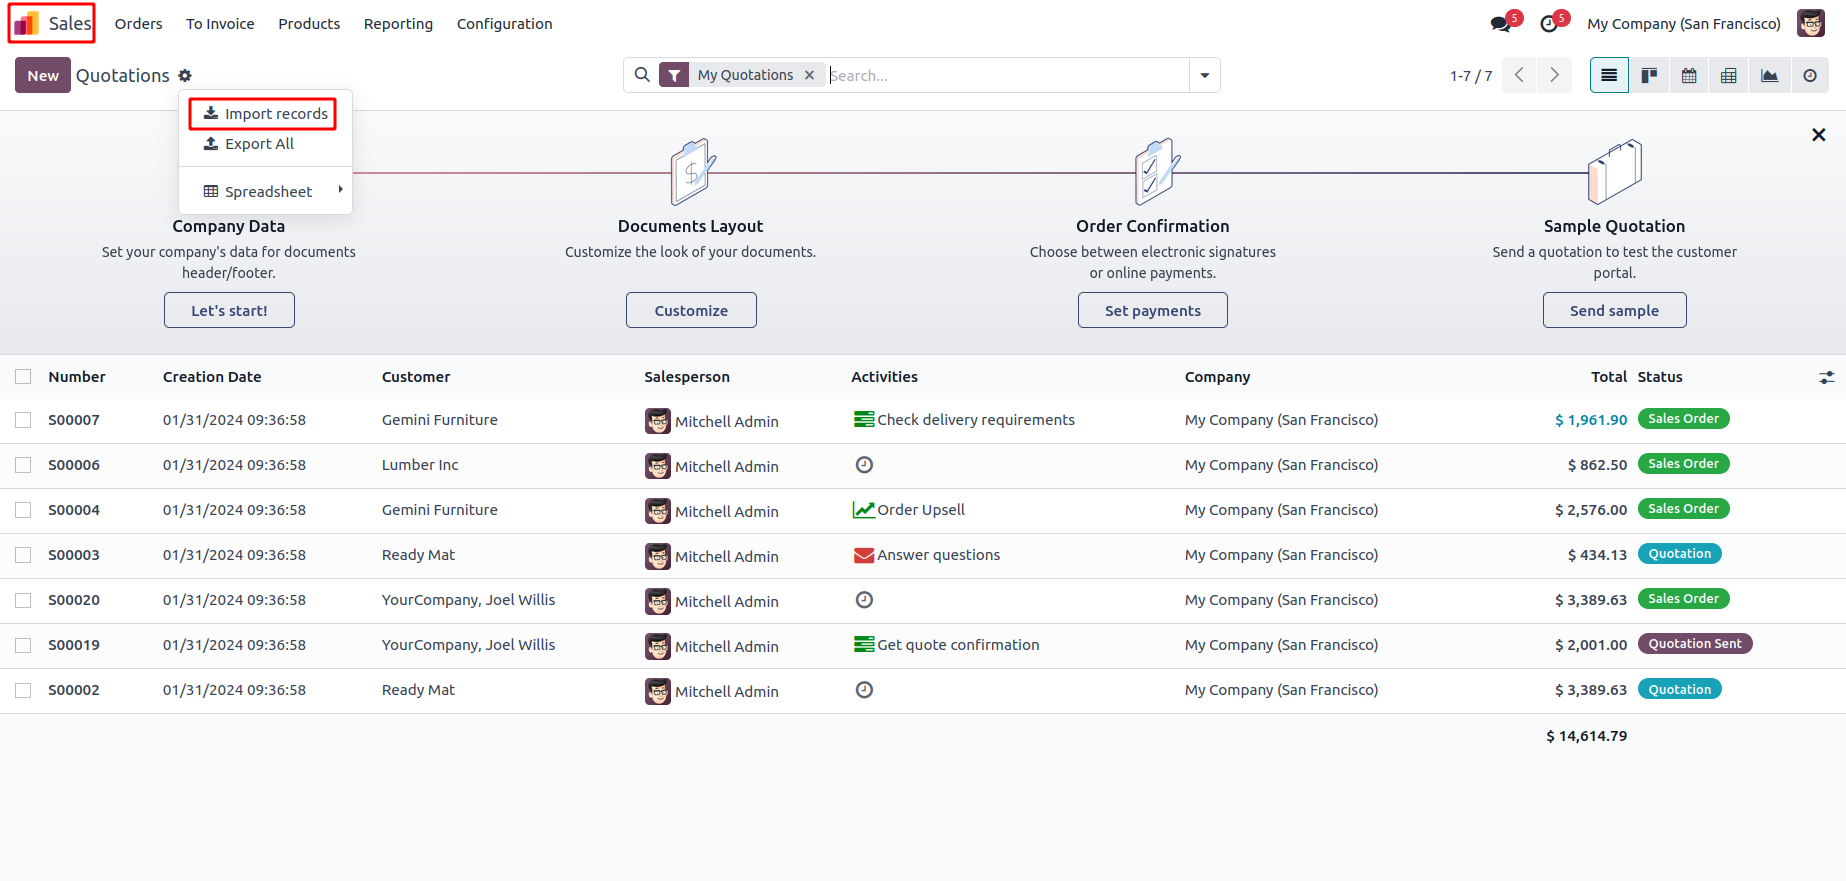 Sales Orders To Invoice Products Reporting Configuration 5 5 My Company (San Francisco)
New Quotations My Quotations × Search... 1-7 / 7
Import records
Export All
Spreadsheet
$
Company Data Documents Layout Order Confirmation Sample Quotation
Set your company's data for documents Customize the look of your documents. Choose between electronic signatures Send a quotation to test the customer
header/footer. or online payments. portal.
Let's start! Customize Set payments Send sample
Number Creation Date Customer Salesperson Activities Company Total Status
S00007 01/31/2024 09:36:58 Gemini Furniture Mitchell Admin Check delivery requirements My Company (San Francisco) $ 1,961.90 Sales Order
S00006 01/31/2024 09:36:58 Lumber Inc Mitchell Admin My Company (San Francisco) $ 862.50 Sales Order
S00004 01/31/2024 09:36:58 Gemini Furniture Mitchell Admin Order Upsell My Company (San Francisco) $ 2,576.00 Sales Order
S00003 01/31/2024 09:36:58 Ready Mat Mitchell Admin Answer questions My Company (San Francisco) $ 434.13 Quotation
S00020 01/31/2024 09:36:58 YourCompany, Joel Willis Mitchell Admin My Company (San Francisco) $ 3,389.63 Sales Order
S00019 01/31/2024 09:36:58 YourCompany, Joel Willis Mitchell Admin Get quote confirmation My Company (San Francisco) $ 2,001.00 Quotation Sent
S00002 01/31/2024 09:36:58 Ready Mat Mitchell Admin My Company (San Francisco) $ 3,389.63 Quotation
$ 14,614.79